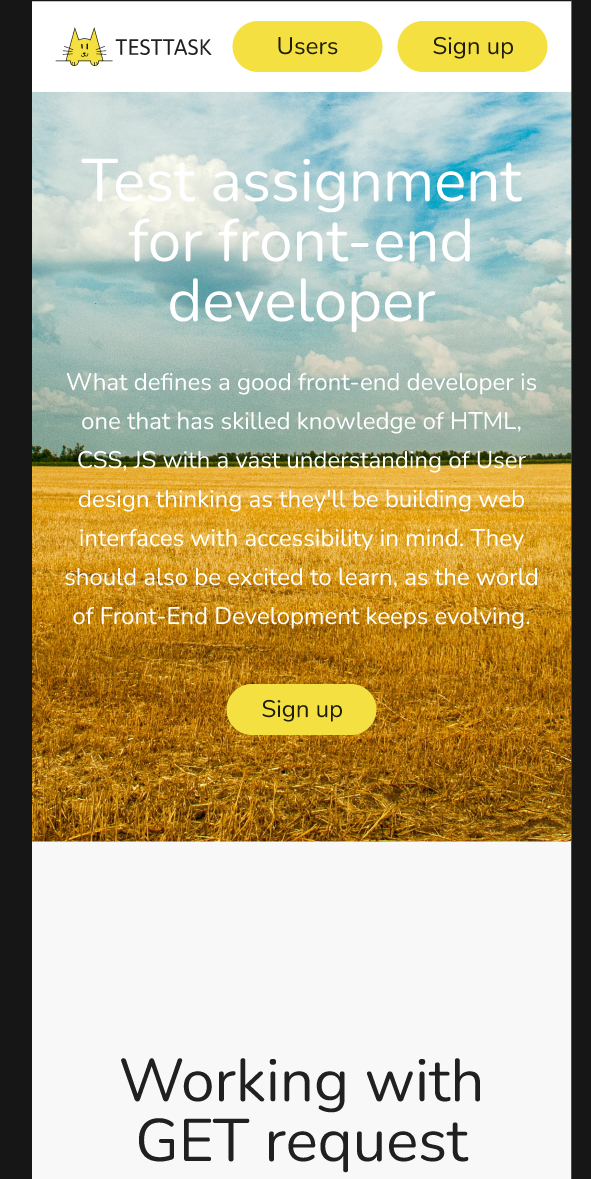 TESTTASK
Users
Sign up
Test assignment
for front-end
developer
What defines a good front-end developer is
one that has skilled knowledge of HTML,
CSS, JS with a vast understanding of User
design thinking as they'll be building web
interfaces with accessibility in mind. They
should also be excited to learn, as the world
of Front-End Development keeps evolving.
Sign up
Working with
GET request